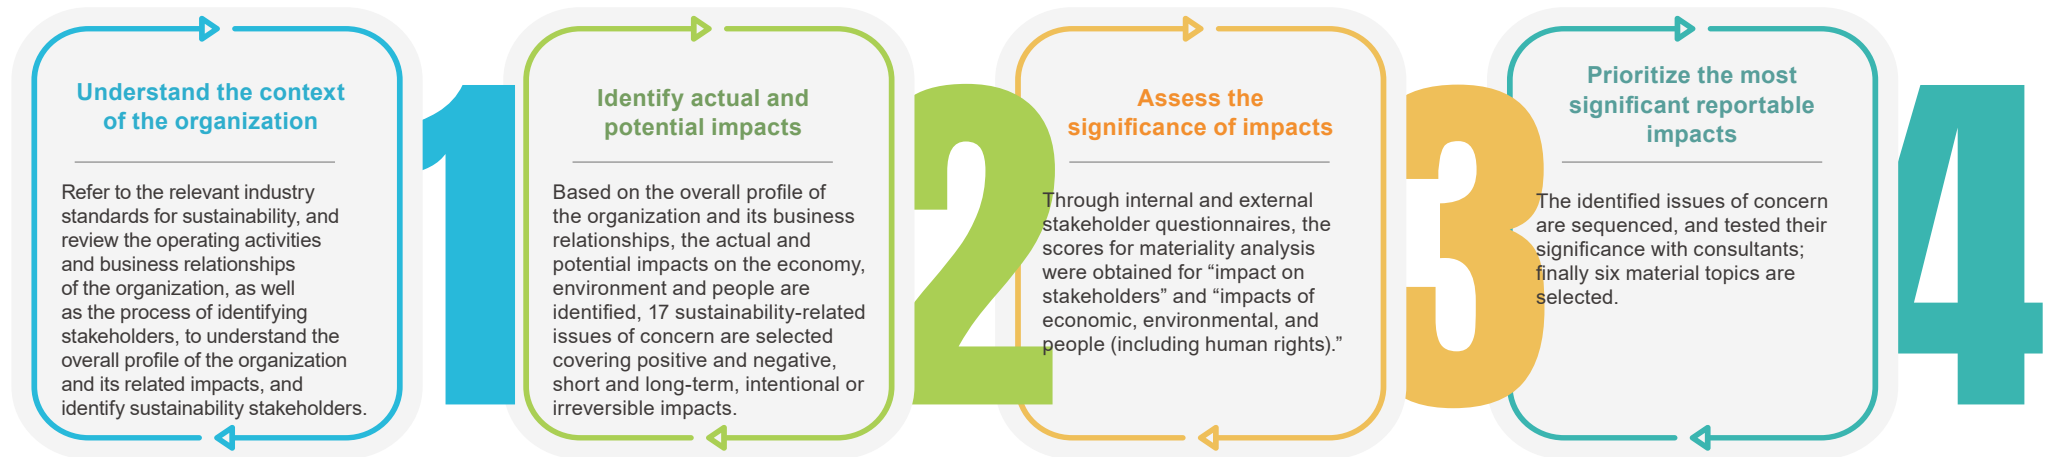 Understand the context
of the organization
Refer to the relevant industry
standards for sustainability, and
review the operating activities
and business relationships
of the organization, as well
as the process of identifying
stakeholders, to understand the
overall profile of the organization
and its related impacts, and
identify sustainability stakeholders.
1
Identify actual and
potential impacts
Based on the overall profile of
the organization and its business
relationships, the actual and
potential impacts on the economy,
environment and people are
identified, 17 sustainability-related
issues of concern are selected
covering positive and negative,
short and long-term, intentional or
irreversible impacts.
2
Assess the
significance of impacts
Through internal and external
stakeholder questionnaires, the
scores for materiality analysis
were obtained for “impact on
stakeholders” and “impacts of
economic, environmental, and
people (including human rights).”
3
Prioritize the most
significant reportable
impacts
The identified issues of concern
are sequenced, and tested their
significance with consultants;
finally six material topics are
selected.
4